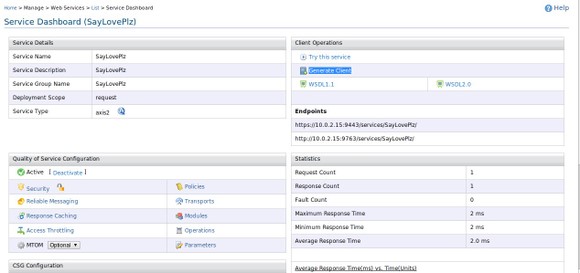 Home > Manage > Web Services > List > Service Dashboard
Help
Service Dashboard (SayLovePlz)
Service Details
Service Name SayLovePlz
Service Description SayLovePlz
Service Group Name SayLovePlz
Deployment Scope request
Service Type axis2
Client Operations
Try this service
Generate Client
WSDL1.1 WSDL2.0
Endpoints
https://10.0.2.15:9443/services/SayLovePlz/
http://10.0.2.15:9763/services/SayLovePlz/
Quality of Service Configuration
Active [ Deactivate ]
Security Policies
Reliable Messaging Transports
Response Caching Modules
Access Throttling Operations
MTOM Optional Parameters
Statistics
Request Count 1
Response Count 1
Fault Count 0
Maximum Response Time 2 ms
Minimum Response Time 2 ms
Average Response Time 2.0 ms
CSG Configuration
Average Response Time(ms) vs. Time(Units)